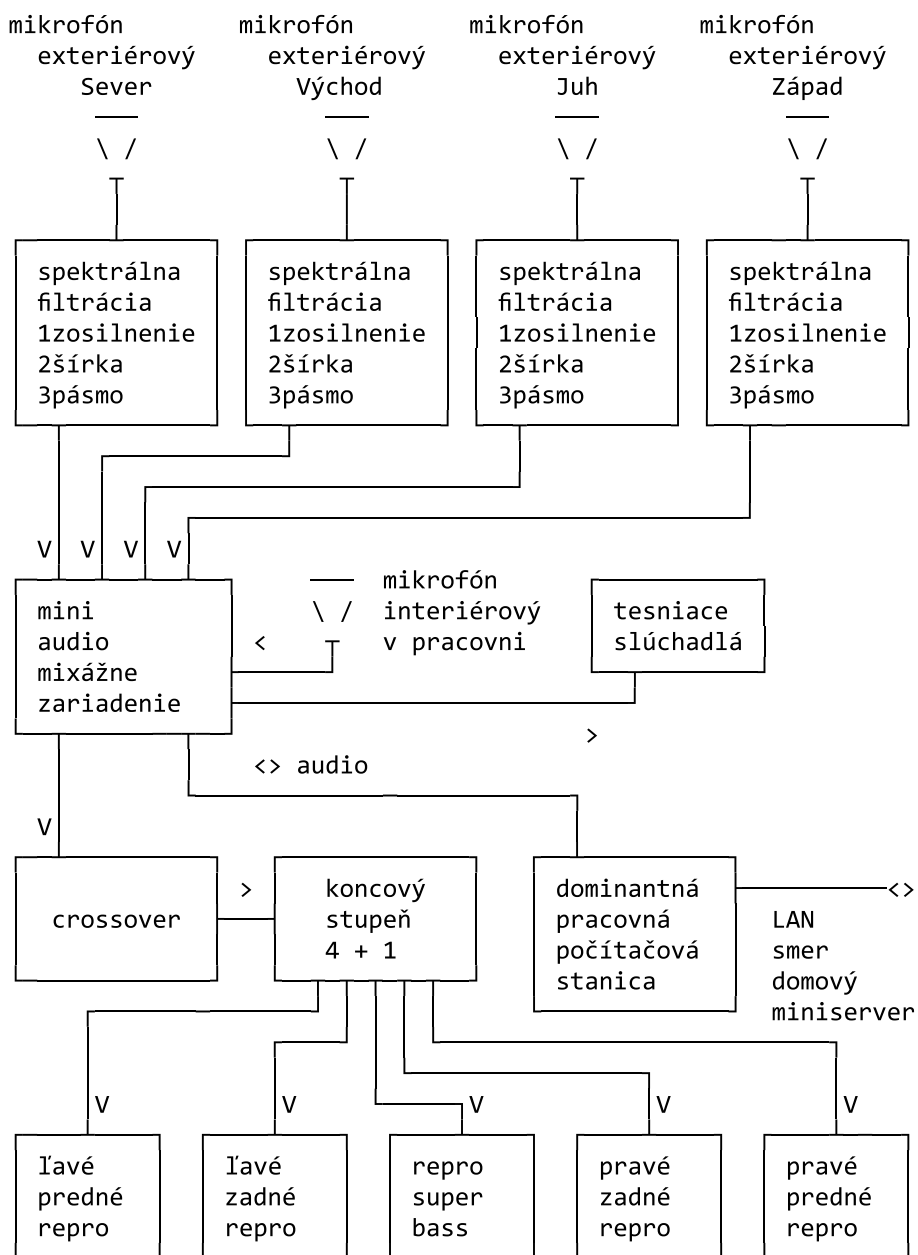 mikrofón
exteriérový
Sever
mikrofón
exteriérový
Východ
mikrofón
exteriérový
Juh
mikrofón
exteriérový
Západ
spektrálna
filtrácia
1zosilnenie
2šírka
3pásmo
spektrálna
filtrácia
1zosilnenie
2šírka
3pásmo
spektrálna
filtrácia
1zosilnenie
2šírka
3pásmo
spektrálna
filtrácia
1zosilnenie
2šírka
3pásmo
V V V V
mini
audio
mixážne
zariadenie
<
mikrofón
interiérový
v pracovni
tesniace
slúchadlá
>
<> audio
V
crossover
>
koncový
stupeň
4 + 1
dominantná
pracovná
počítačová
stanica
<>
LAN
smer
domový
miniserver
V V V V V
ľavé
predné
repro
ľavé
zadné
repro
repro
super
bass
pravé
zadné
repro
pravé
predné
repro